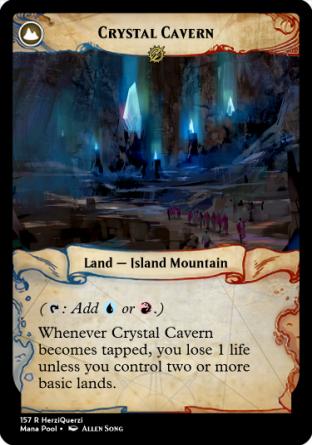 CRYSTAL CAVERN
Land — Island Mountain
( : Add or .)
Whenever Crystal Cavern
becomes tapped, you lose 1 life
unless you control two or more
basic lands.
157 R HerziQuerzi
Mana Pool • ALLEN SONG